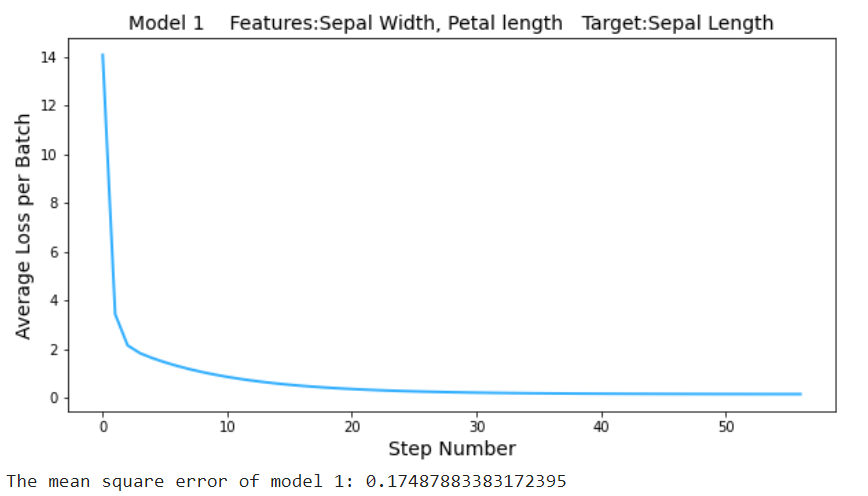 Model 1 Features:Sepal Width, Petal length Target:Sepal Length
Average Loss per Batch
14
12
10
8
6
4
2
0
0 10 20 30 40 50
Step Number
The mean square error of model 1: 0.17487883383172395